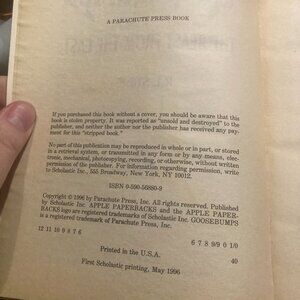 A PARACHUTE PRESS BOOK
If you purchased this book without a cover, you should be aware that this
book is stolen property. It was reported as "unsold and destroyed" to the
publisher, and neither the author nor the publisher has received any pay-
ment for this "stripped book."
No part of this publication may be reproduced in whole or in part, or stored
in a retrieval system, or transmitted in any form or by any means, elec-
tronic, mechanical, photocopying, recording, or otherwise, without written
permission of the publisher. For information regarding permission, write
to Scholastic Inc., 555 Broadway, New York, NY 10012.
ISBN 0-590-56880-9
Copyright © 1996 by Parachute Press, Inc. All rights reserved. Published
by Scholastic Inc. APPLE PAPERBACKS and the APPLE PAPER-
BACKS logo are registered trademarks of Scholastic Inc. GOOSEBUMPS
is a registered trademark of Parachute Press, Inc.
12 11 10 9 8 7 6 6 7 8 9/9 0 1/0
Printed in the U.S.A. 40
First Scholastic printing, May 1996